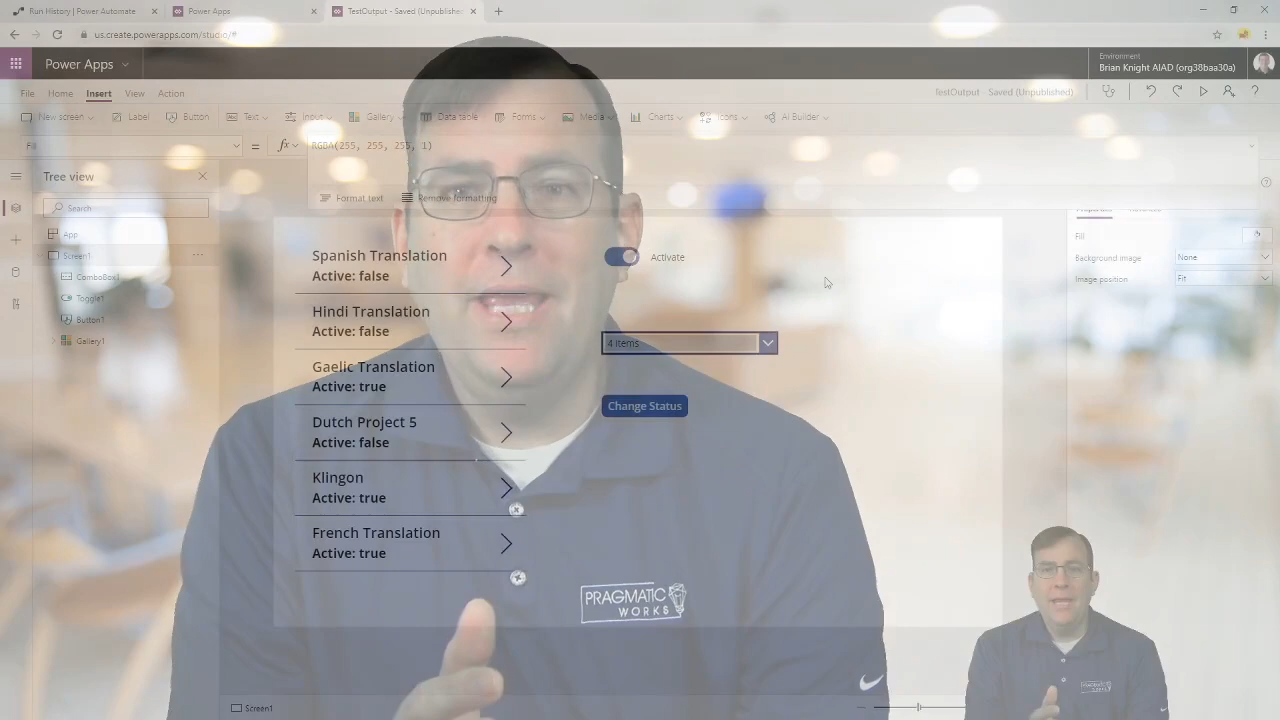 Run History | Power Automate
Power Apps
TestOutput - Saved (Unpublishe
us.create.powerapps.com/studio/#
Power Apps
Environment
Brian Knight AIAD (org38baa30a)
File Home Insert View Action
TestOutput - Saved (Unpublished)
New screen Label Button Text Input Gallery Data table Forms Media Charts Icons AI Builder
Fill = fx RGBA(255, 255, 255, 1)
Tree view
Format text Remove formatting
Search
App
Screen1
ComboBox1
Toggle1
Button1
Gallery1
Spanish Translation
Active: false
Hindi Translation
Active: false
Gaelic Translation
Active: true
Dutch Project 5
Active: false
Klingon
Active: true
French Translation
Active: true
Activate
4 items
Change Status
Fill
Background image None
Image position Fit
PRAGMATIC
WORKS
PRAGMATIC
WORKS
Screen1